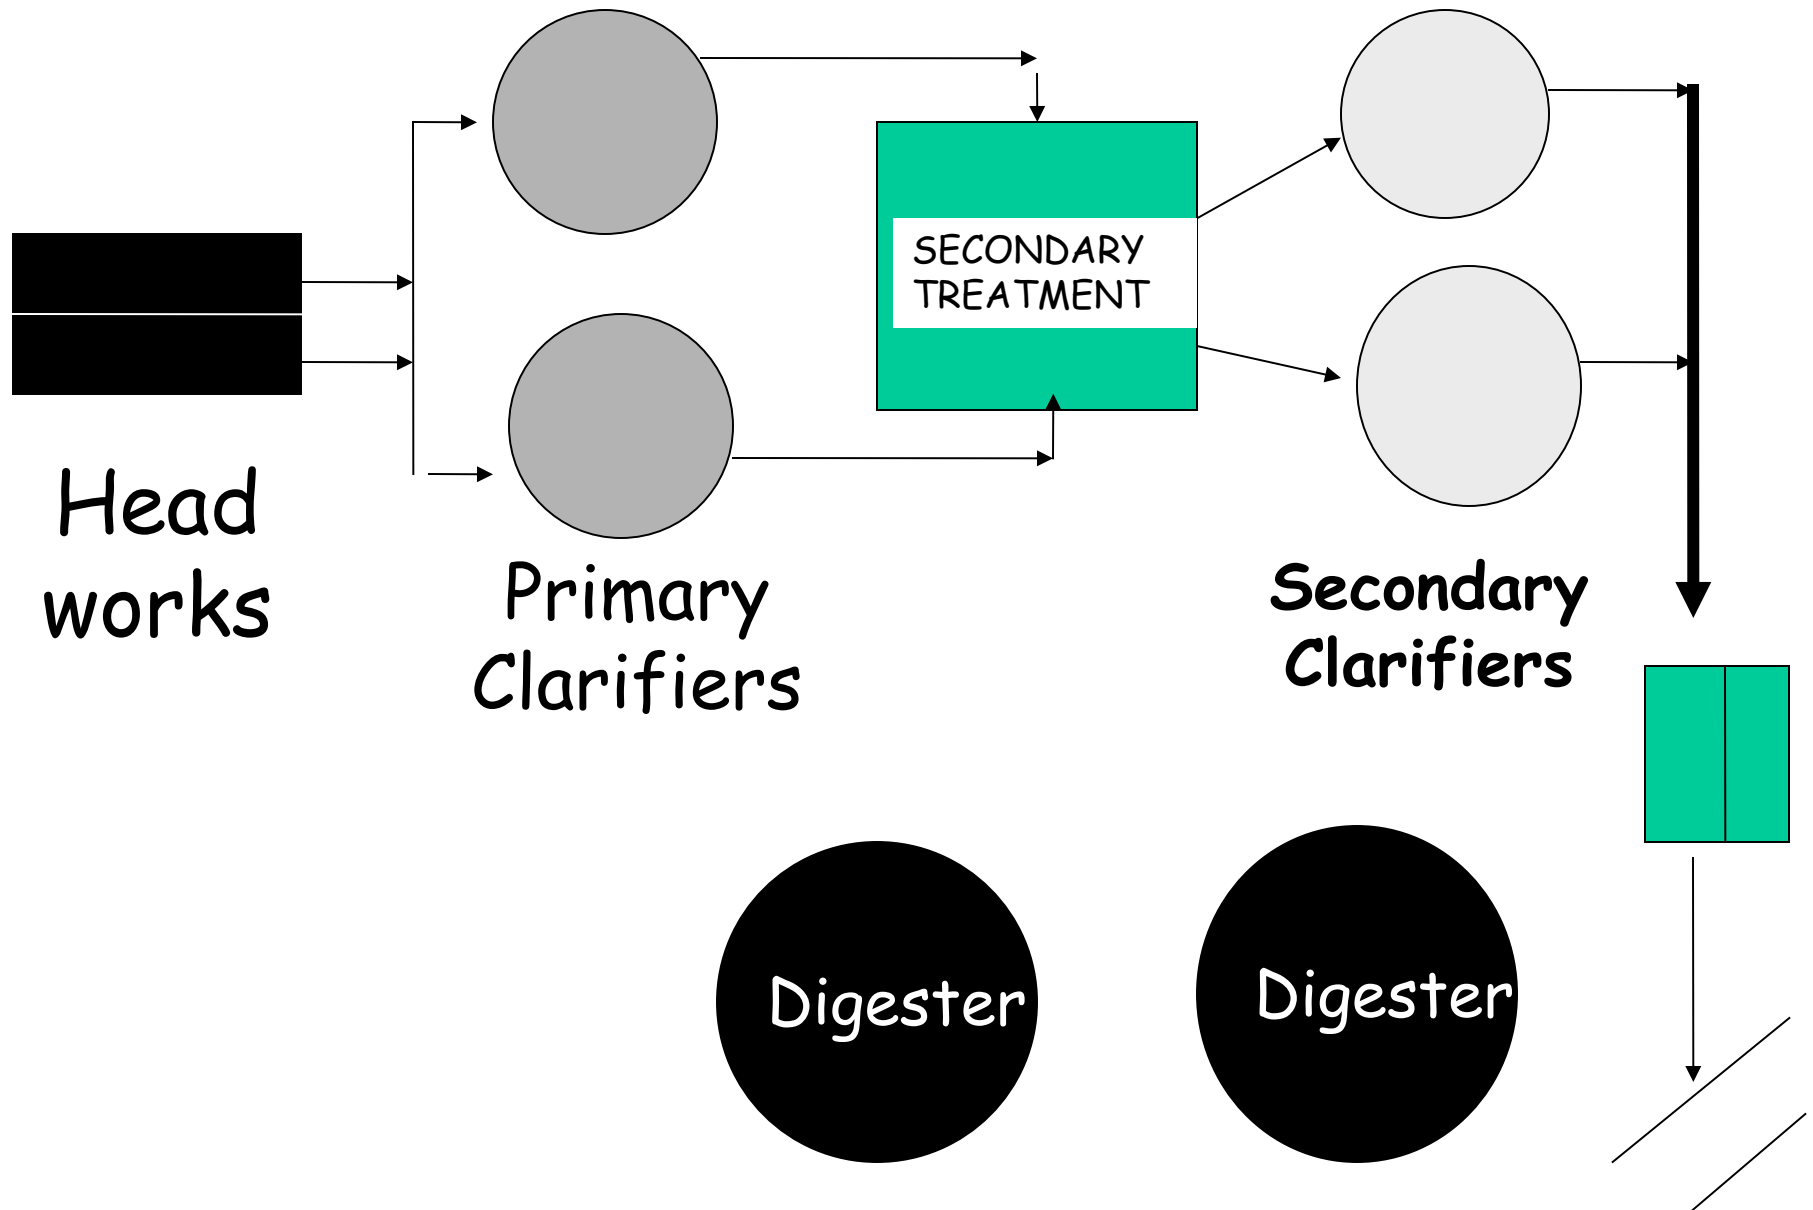 SECONDARY
TREATMENT
Head
works
Primary
Clarifiers
Secondary
Clarifiers
Digester
Digester